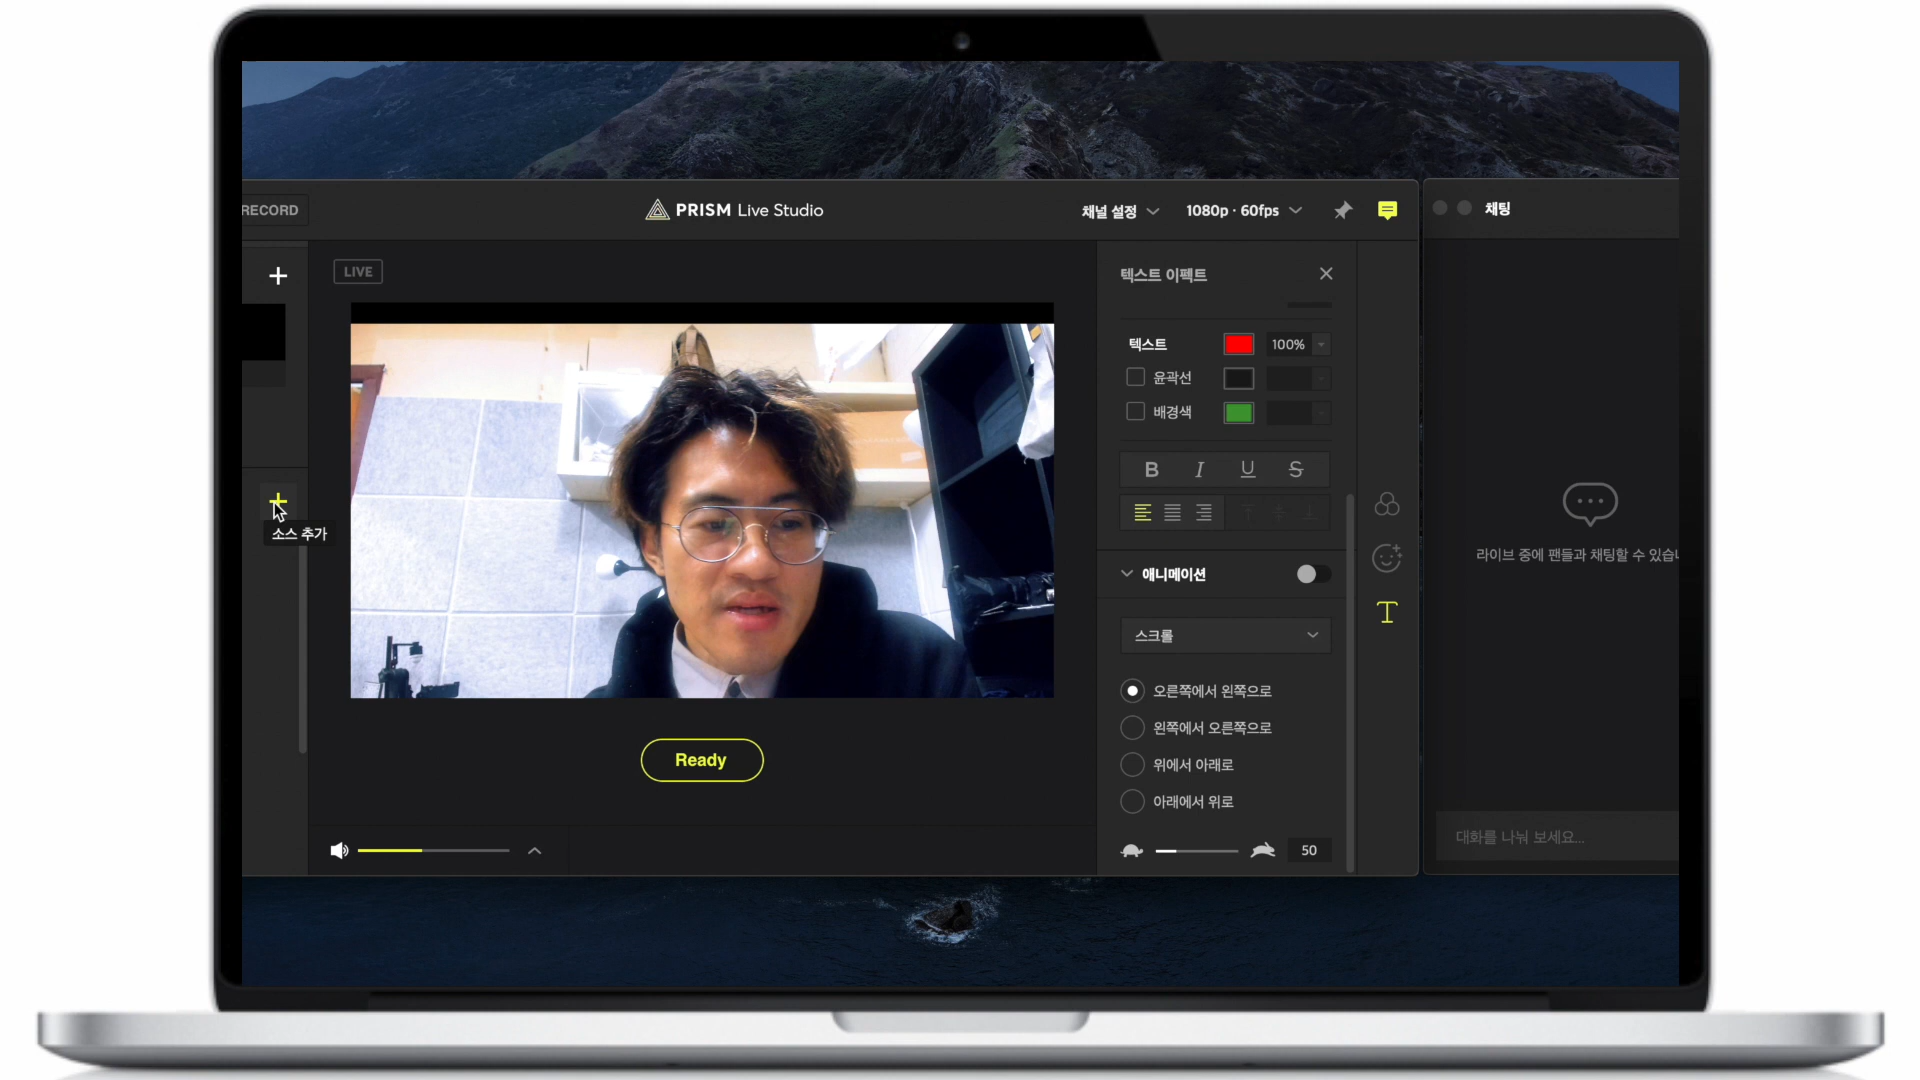 RECORD
PRISM Live Studio
채널 설정
1080p · 60fps
채팅
LIVE
텍스트 이펙트
텍스트
100%
윤곽선
배경색
B I U S
소스 추가
애니메이션
라이브 중에 팬들과 채팅할 수 있습니
스크롤
T
오른쪽에서 왼쪽으로
왼쪽에서 오른쪽으로
위에서 아래로
아래에서 위로
Ready
50
대화를 나눠 보세요...